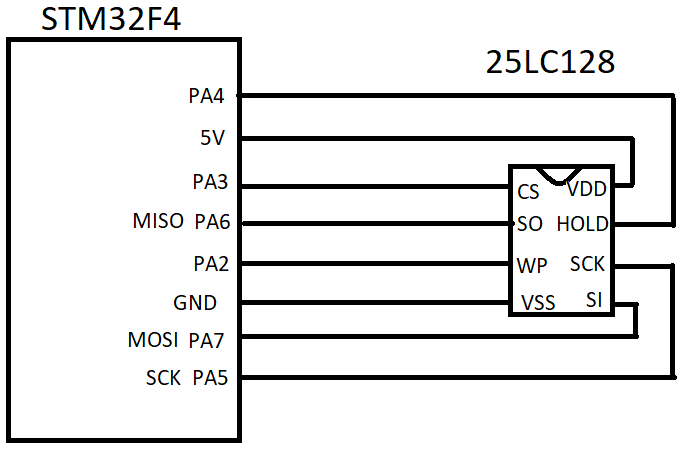 STM32F4
25LC128
PA4
5V
PA3
MISO PA6
PA2
GND
MOSI PA7
SCK PA5
CS VDD
SO HOLD
WP SCK
VSS SI